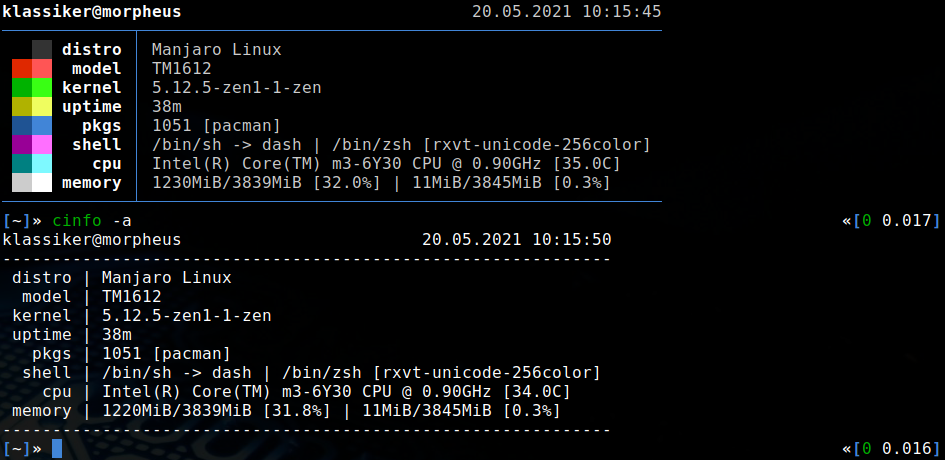 klassiker@morpheus 20.05.2021 10:15:45
distro Manjaro Linux
model TM1612
kernel 5.12.5-zen1-1-zen
uptime 38m
pkgs 1051 [pacman]
shell /bin/sh -> dash | /bin/zsh [rxvt-unicode-256color]
cpu Intel(R) Core(TM) m3-6Y30 CPU @ 0.90GHz [35.0C]
memory 1230MiB/3839MiB [32.0%] | 11MiB/3845MiB [0.3%]
[~]» cinfo -a «[0 0.017]
klassiker@morpheus 20.05.2021 10:15:50
-------------------------------------------------------------
distro | Manjaro Linux
model | TM1612
kernel | 5.12.5-zen1-1-zen
uptime | 38m
pkgs | 1051 [pacman]
shell | /bin/sh -> dash | /bin/zsh [rxvt-unicode-256color]
cpu | Intel(R) Core(TM) m3-6Y30 CPU @ 0.90GHz [34.0C]
memory | 1220MiB/3839MiB [31.8%] | 11MiB/3845MiB [0.3%]
-------------------------------------------------------------
[~]» «[0 0.016]